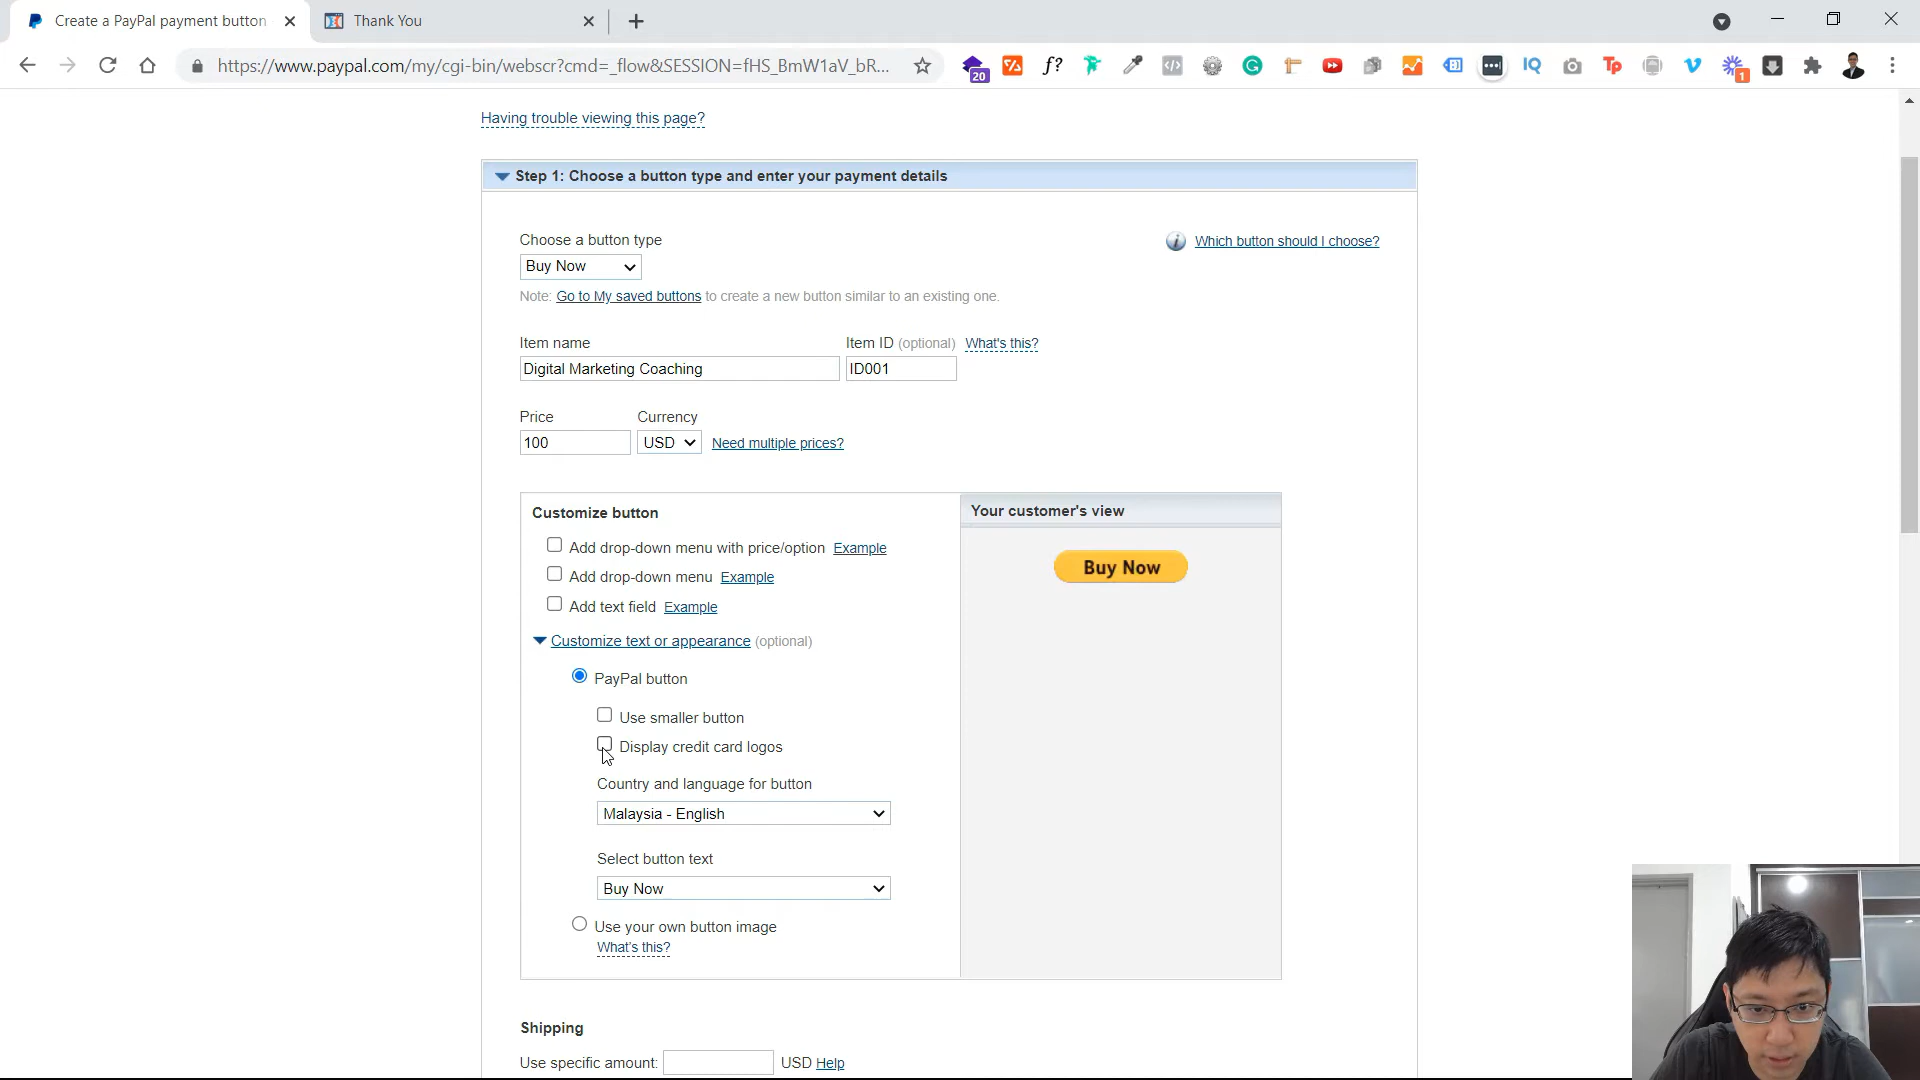 Create a PayPal payment button
Thank You
https://www.paypal.com/my/cgi-bin/webscr?cmd=_flow&SESSION=fHS_BmW1aV_bR...
20
f?
IQ
Tp
1
Having trouble viewing this page?
Step 1: Choose a button type and enter your payment details
Choose a button type
Which button should I choose?
Buy Now
Note: Go to My saved buttons to create a new button similar to an existing one.
Item name
Item ID (optional) What's this?
Digital Marketing Coaching
ID001
Price
Currency
100
USD
Need multiple prices?
Customize button
Your customer's view
Add drop-down menu with price/option Example
Buy Now
Add drop-down menu Example
Add text field Example
Customize text or appearance (optional)
PayPal button
Use smaller button
Display credit card logos
Country and language for button
Malaysia - English
Select button text
Buy Now
Use your own button image
What's this?
Shipping
Use specific amount:
USD Help